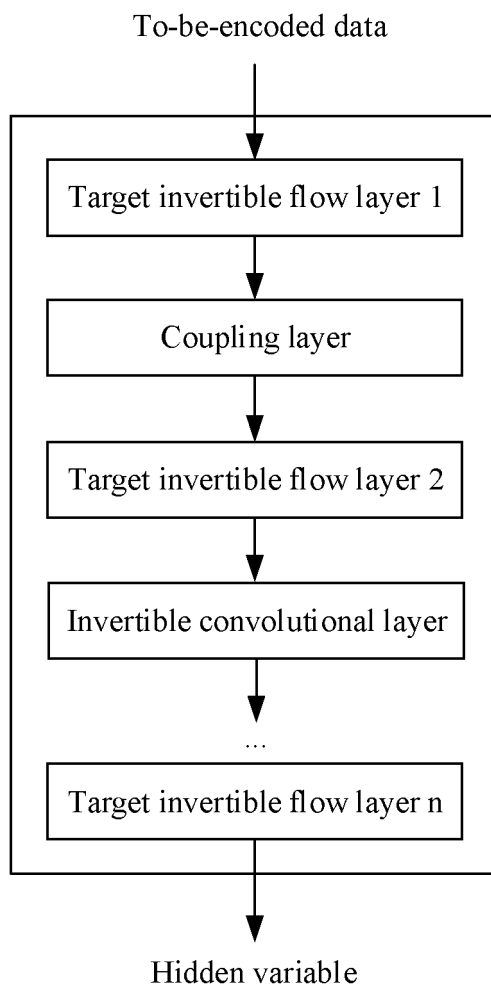 To-be-encoded data
Target invertible flow layer 1
Coupling layer
Target invertible flow layer 2
Invertible convolutional layer
...
Target invertible flow layer n
Hidden variable